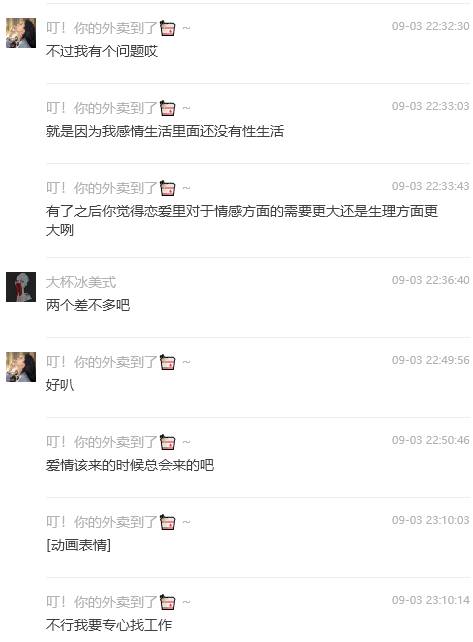 叮！你的外卖到了 ~ 09-03 22:32:30
不过我有个问题哎
叮！你的外卖到了 ~ 09-03 22:33:03
就是因为我感情生活里面还没有性生活
叮！你的外卖到了 ~ 09-03 22:33:43
有了之后你觉得恋爱里对于情感方面的需要更大还是生理方面更
大咧
大杯冰美式 09-03 22:36:40
两个差不多吧
叮！你的外卖到了 ~ 09-03 22:49:56
好叭
叮！你的外卖到了 ~ 09-03 22:50:46
爱情该来的时候总会来的吧
叮！你的外卖到了 ~ 09-03 23:10:03
[动画表情]
叮！你的外卖到了 ~ 09-03 23:10:14
不行我要专心找工作